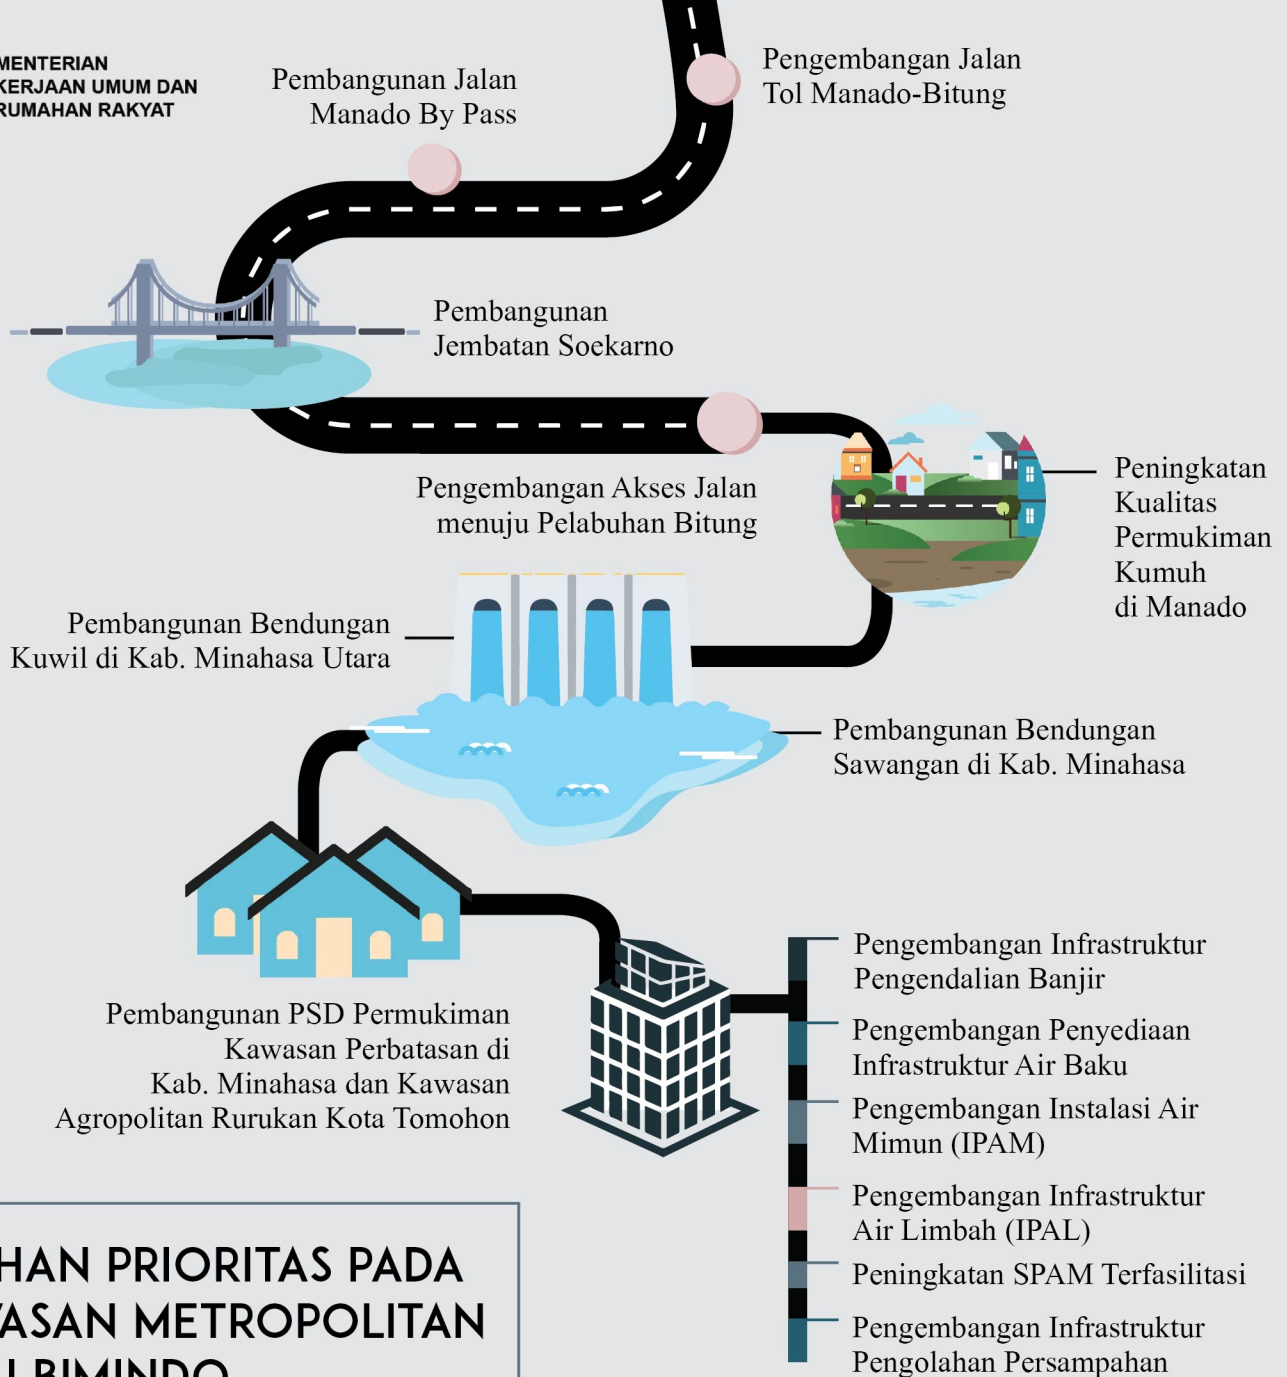 MENTERIAN
KERJAAN UMUM DAN
RUMAHAN RAKYAT
Pembangunan Jalan
Manado By Pass
Pengembangan Jalan
Tol Manado-Bitung
Pembangunan
Jembatan Soekarno
Pengembangan Akses Jalan
menuju Pelabuhan Bitung
Peningkatan
Kualitas
Permukiman
Kumuh
di Manado
Pembangunan Bendungan
Kuwil di Kab. Minahasa Utara
Pembangunan Bendungan
Sawangan di Kab. Minahasa
Pembangunan PSD Permukiman
Kawasan Perbatasan di
Kab. Minahasa dan Kawasan
Agropolitan Rurukan Kota Tomohon
Pengembangan Infrastruktur
Pengendalian Banjir
Pengembangan Penyediaan
Infrastruktur Air Baku
Pengembangan Instalasi Air
Mimun (IPAM)
Pengembangan Infrastruktur
Air Limbah (IPAL)
Peningkatan SPAM Terfasilitasi
Pengembangan Infrastruktur
Pengolahan Persampahan
HAN PRIORITAS PADA
ASAN METROPOLITAN
BIMINDO